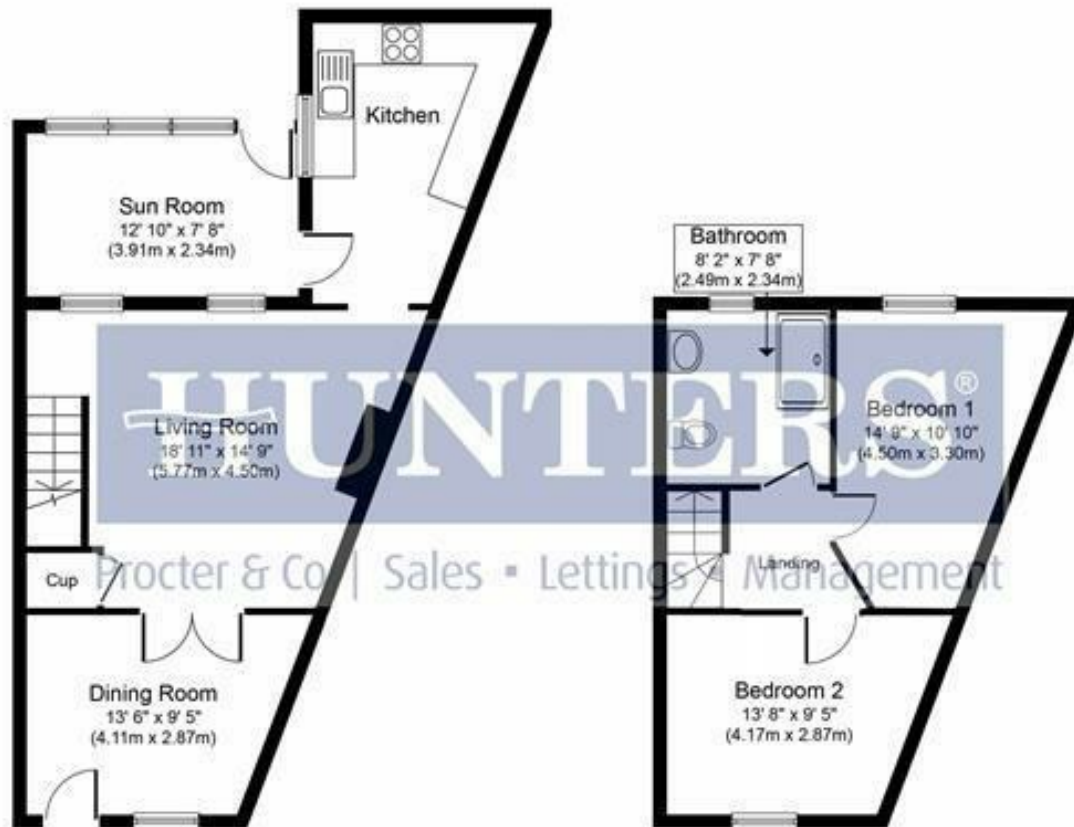 Kitchen
Sun Room
12' 10" x 7' 8"
(3.91m x 2.34m)
Living Room
18' 11" x 14' 9"
(5.77m x 4.50m)
Cup
Dining Room
13' 6" x 9' 5"
(4.11m x 2.87m)
Bathroom
8' 2" x 7' 8"
(2.49m x 2.34m)
Bedroom 1
14' 9" x 10' 10"
(4.50m x 3.30m)
Landing
Bedroom 2
13' 8" x 9' 5"
(4.17m x 2.87m)
HUNTERS®
Procter & Co | Sales ▪ Lettings | Management